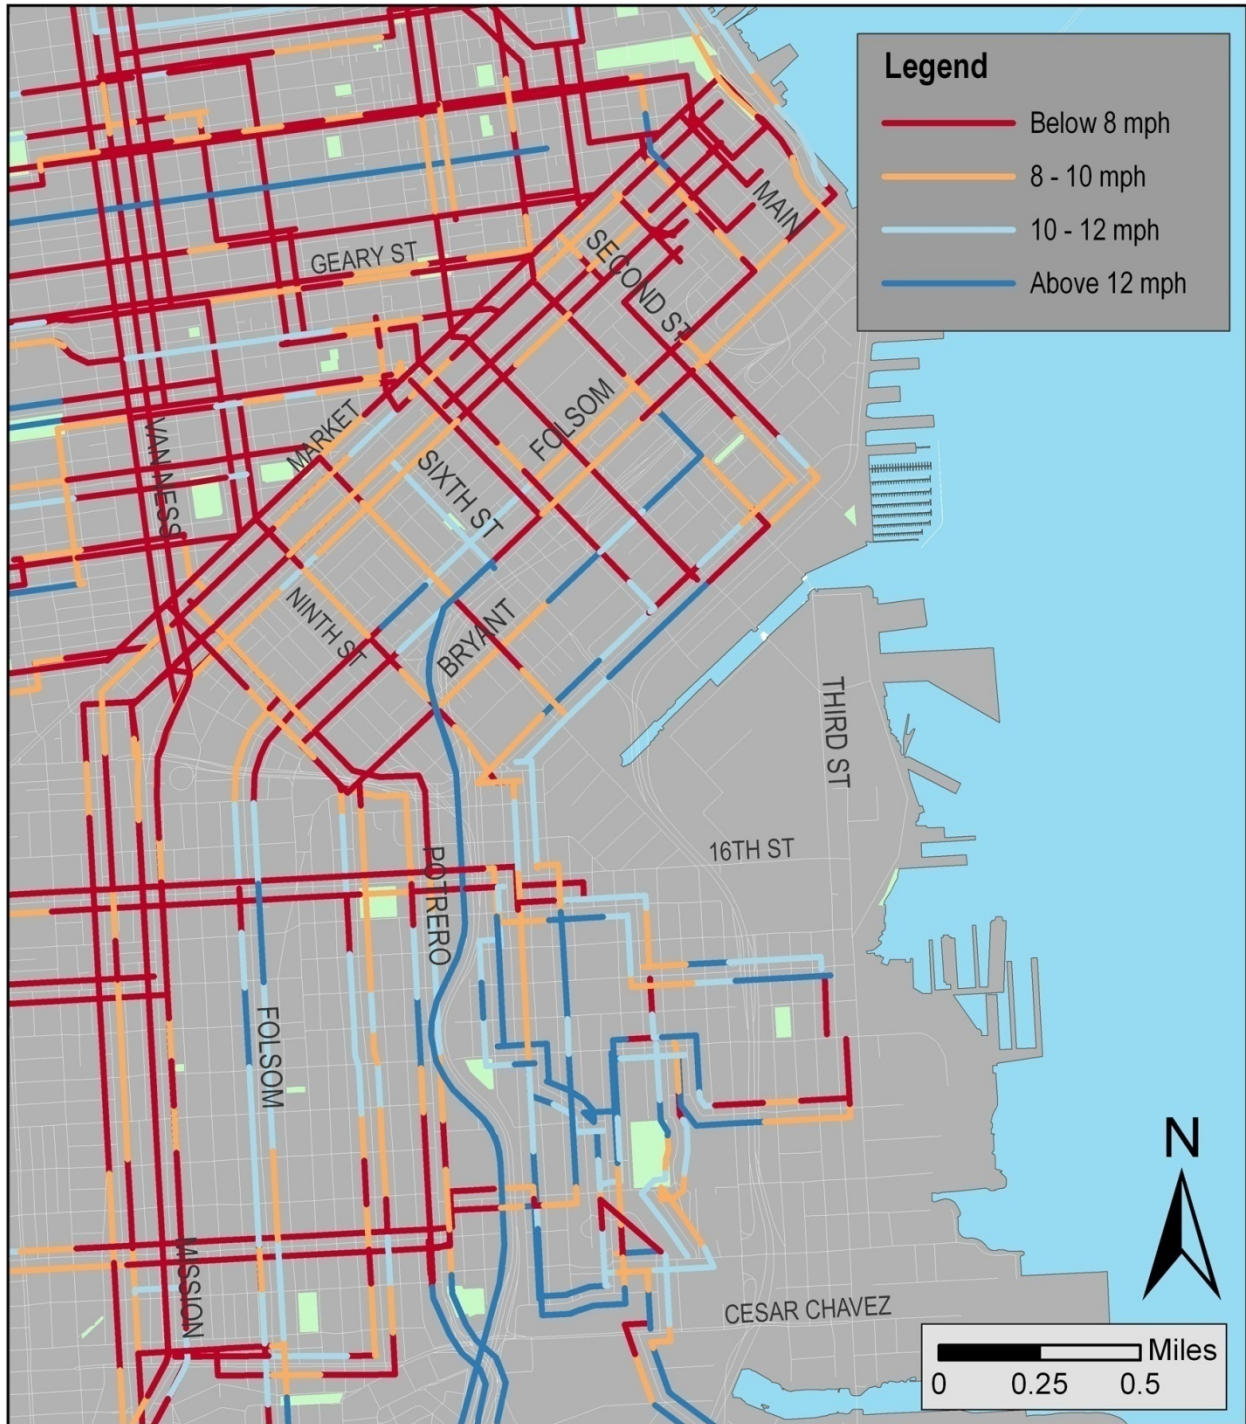 Legend
Below 8 mph
8 - 10 mph
10 - 12 mph
Above 12 mph
MAIN
SECOND ST
GEARY ST
FOLSOM
MARKET
VAN NESS
SIXTH ST
NINTH ST
BRYANT
THIRD ST
16TH ST
POTRERO
FOLSOM
MISSION
CESAR CHAVEZ
N
Miles
0 0.25 0.5